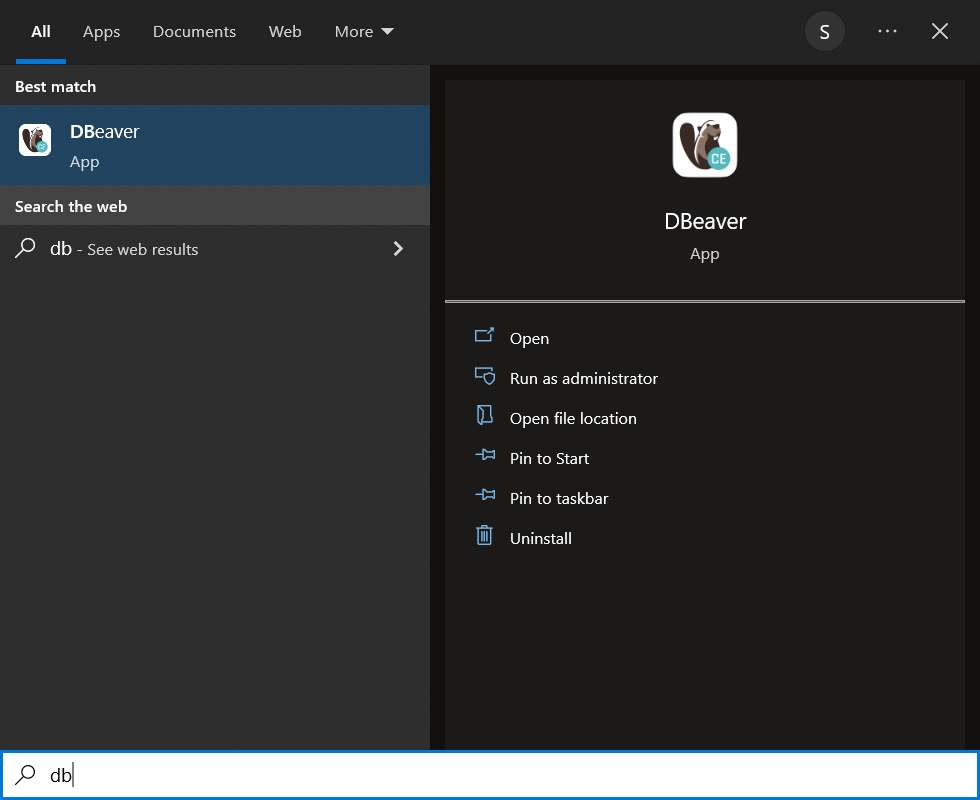 All Apps Documents Web More S
Best match
DBeaver
App
Search the web
db - See web results
CE
DBeaver
App
Open
Run as administrator
Open file location
Pin to Start
Pin to taskbar
Uninstall
db